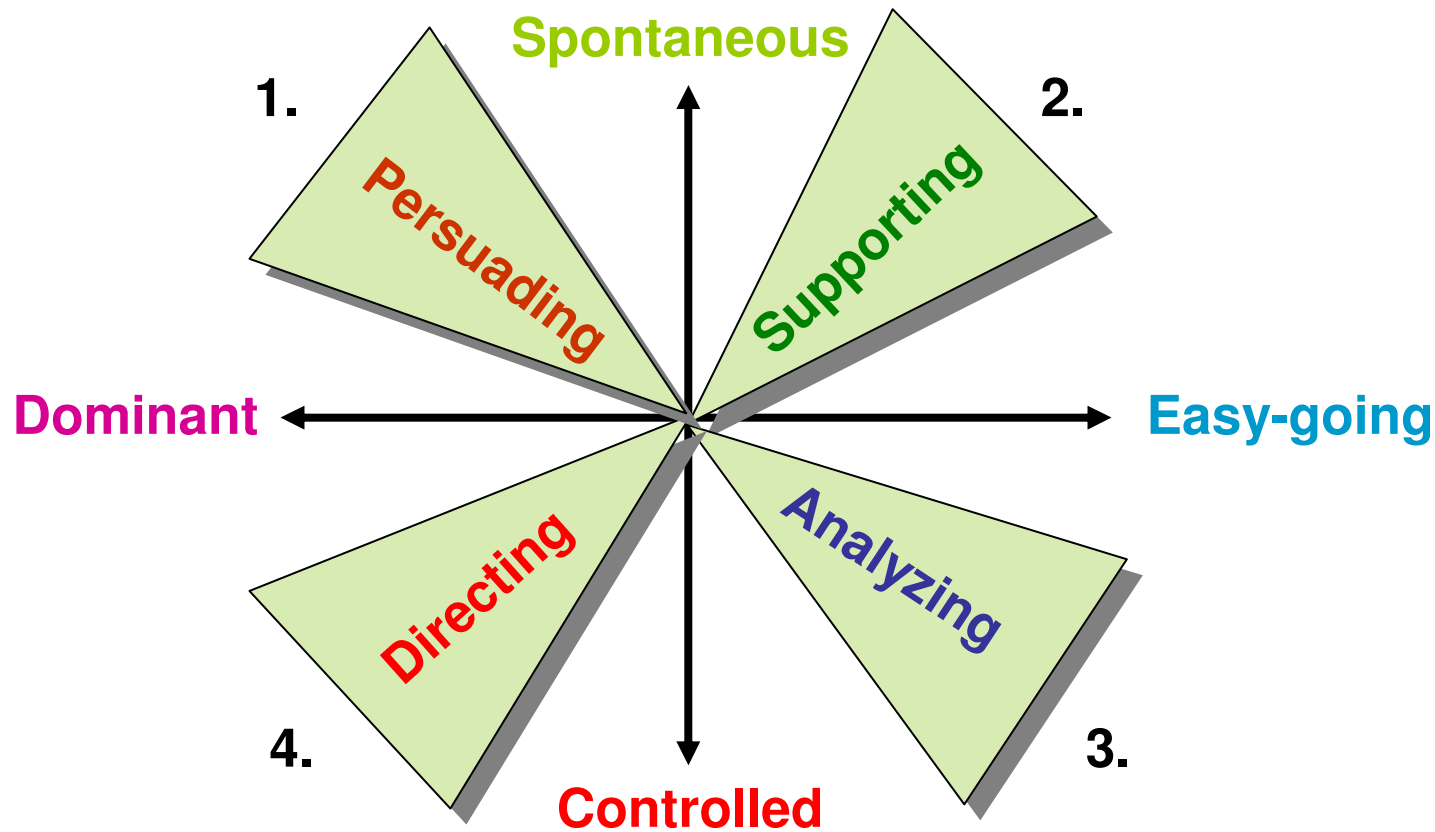 Spontaneous
1.
2.
Persuading
Supporting
Dominant
Easy-going
Directing
Analyzing
4.
3.
Controlled